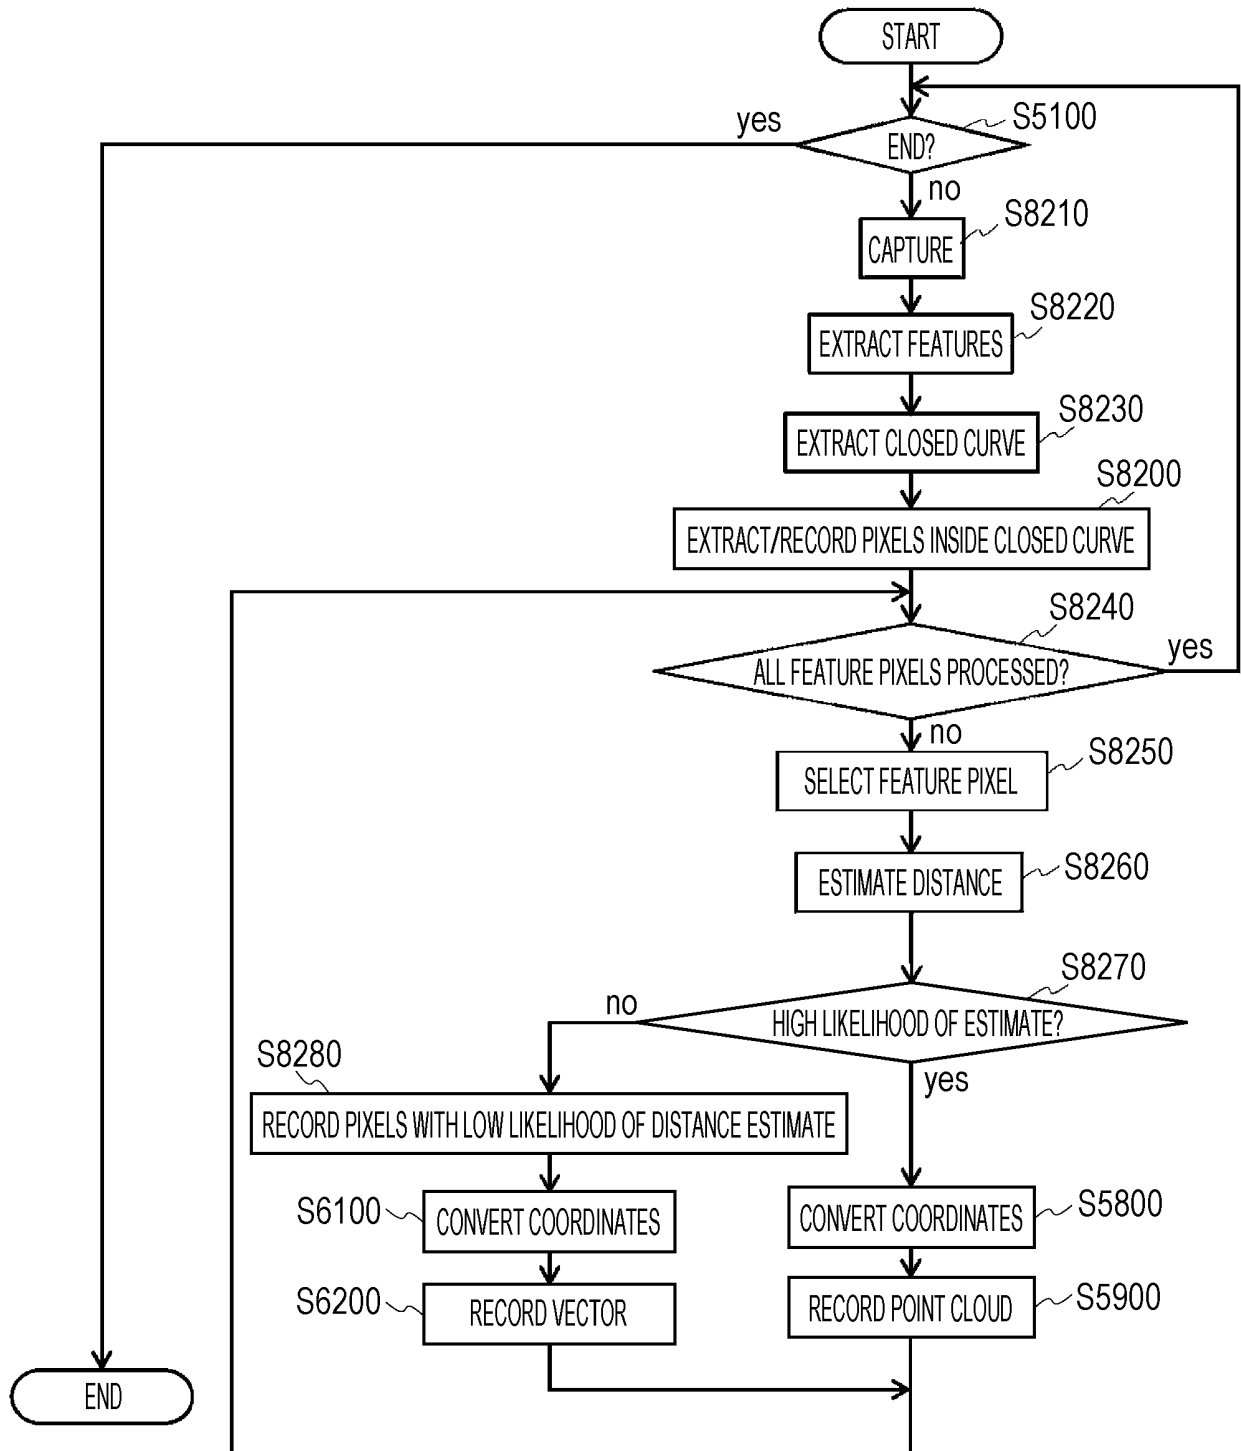 START
yes
END?
S5100
no
S8210
CAPTURE
S8220
EXTRACT FEATURES
S8230
EXTRACT CLOSED CURVE
S8200
EXTRACT/RECORD PIXELS INSIDE CLOSED CURVE
S8240
ALL FEATURE PIXELS PROCESSED?
yes
no
S8250
SELECT FEATURE PIXEL
S8260
ESTIMATE DISTANCE
S8270
no
HIGH LIKELIHOOD OF ESTIMATE?
yes
S8280
RECORD PIXELS WITH LOW LIKELIHOOD OF DISTANCE ESTIMATE
S6100
CONVERT COORDINATES
CONVERT COORDINATES
S5800
S6200
RECORD VECTOR
RECORD POINT CLOUD
S5900
END